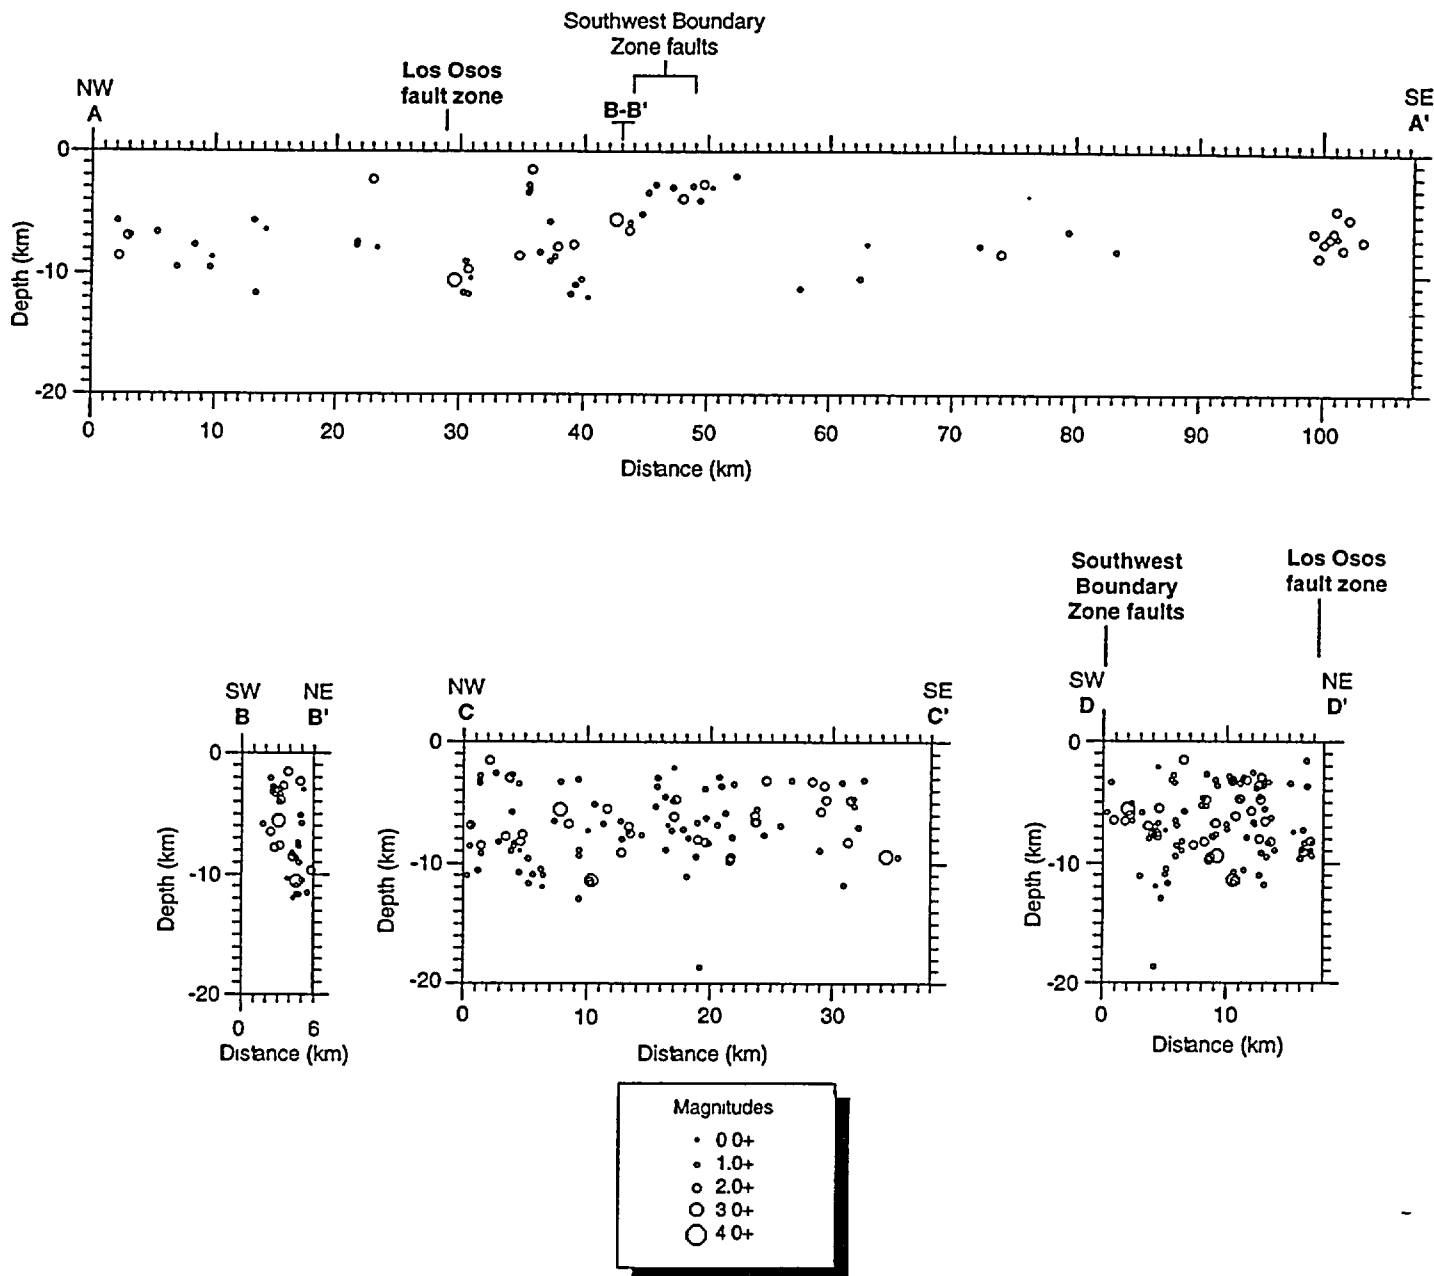 Southwest Boundary
Zone faults
Los Osos
fault zone
NW
A
B-B'
SE
A'
0
-10
-20
Depth (km)
0 10 20 30 40 50 60 70 80 90 100
Distance (km)
Southwest
Boundary
Zone faults
Los Osos
fault zone
SW
B
NE
B'
0
-10
-20
Depth (km)
0 6
Distance (km)
NW
C
SE
C'
0
-10
-20
Depth (km)
0 10 20 30
Distance (km)
SW
D
NE
D'
0
-10
-20
Depth (km)
0 10
Distance (km)
Magnitudes
0 0+
1.0+
2.0+
3 0+
4 0+